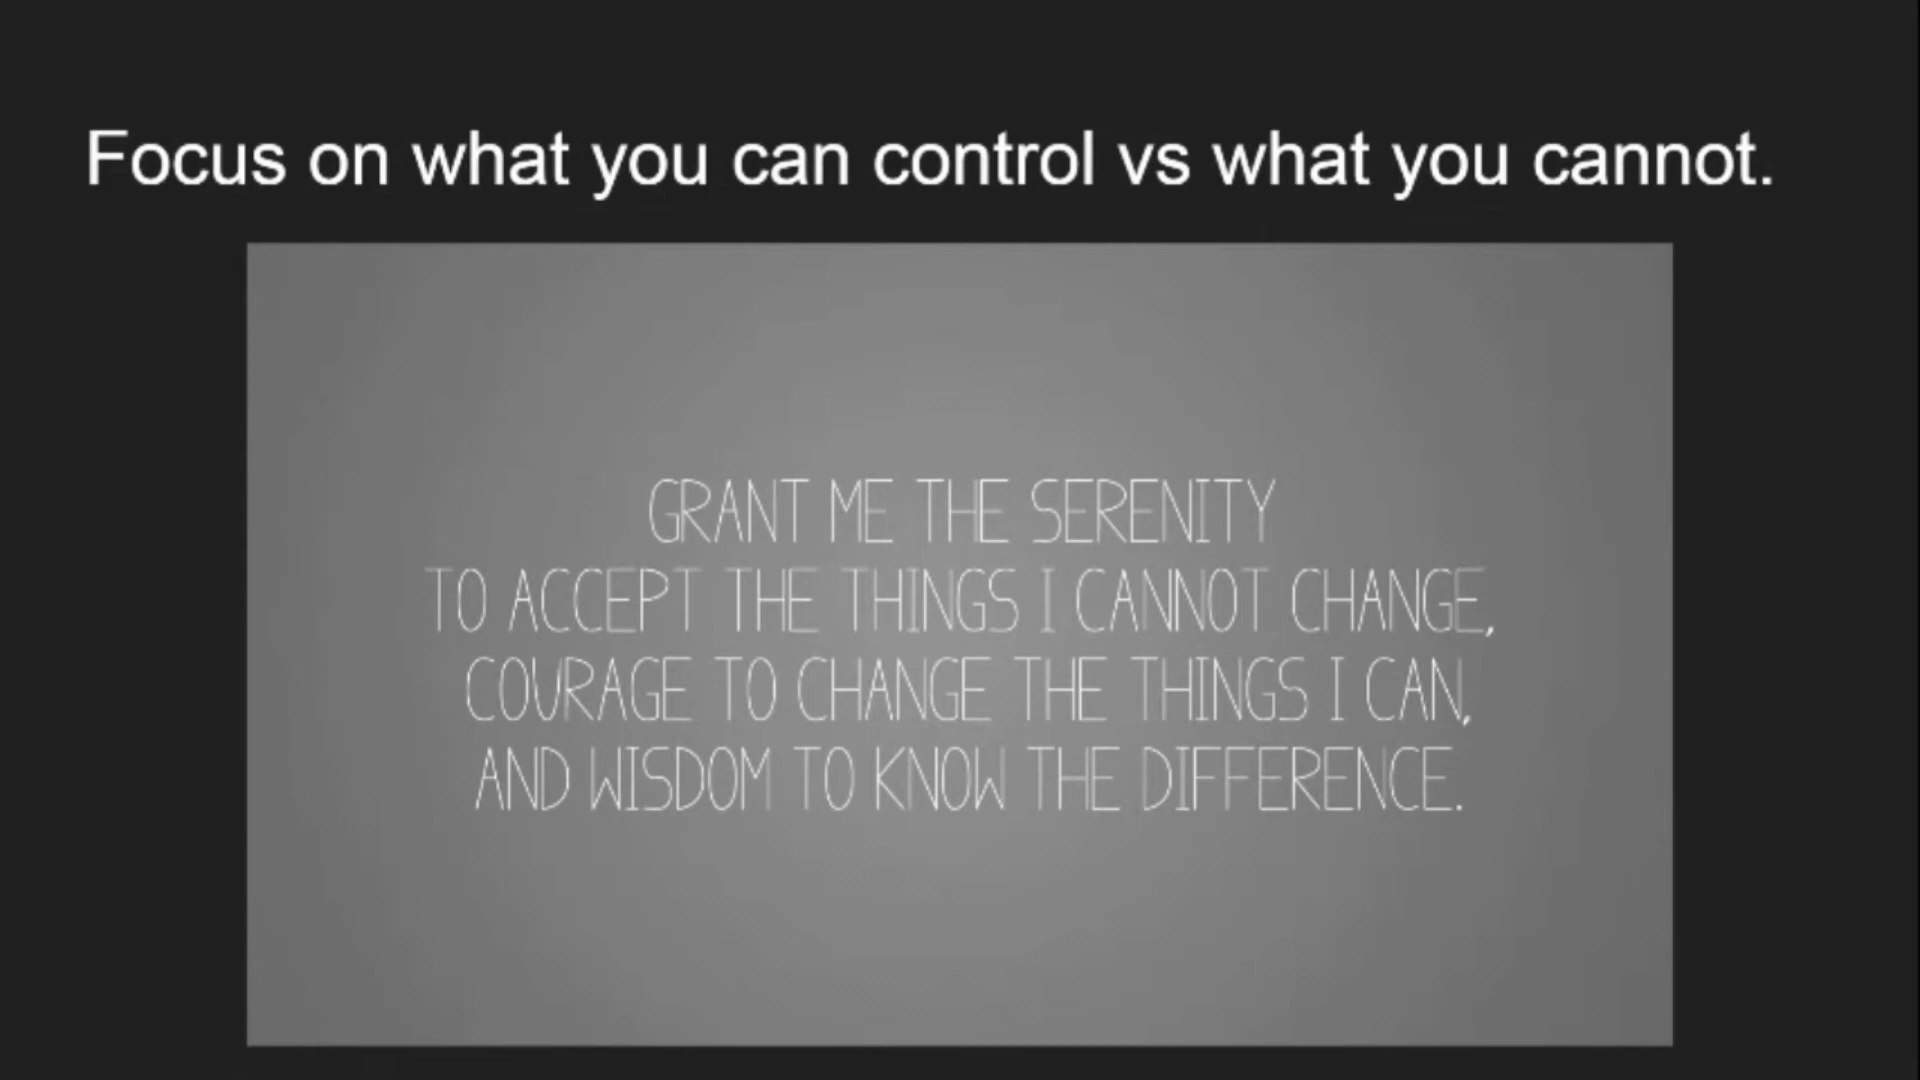 Focus on what you can control vs what you cannot.
GRANT ME THE SERENITY
TO ACCEPT THE THINGS I CANNOT CHANGE,
COURAGE TO CHANGE THE THINGS I CAN,
AND WISDOM TO KNOW THE DIFFERENCE.